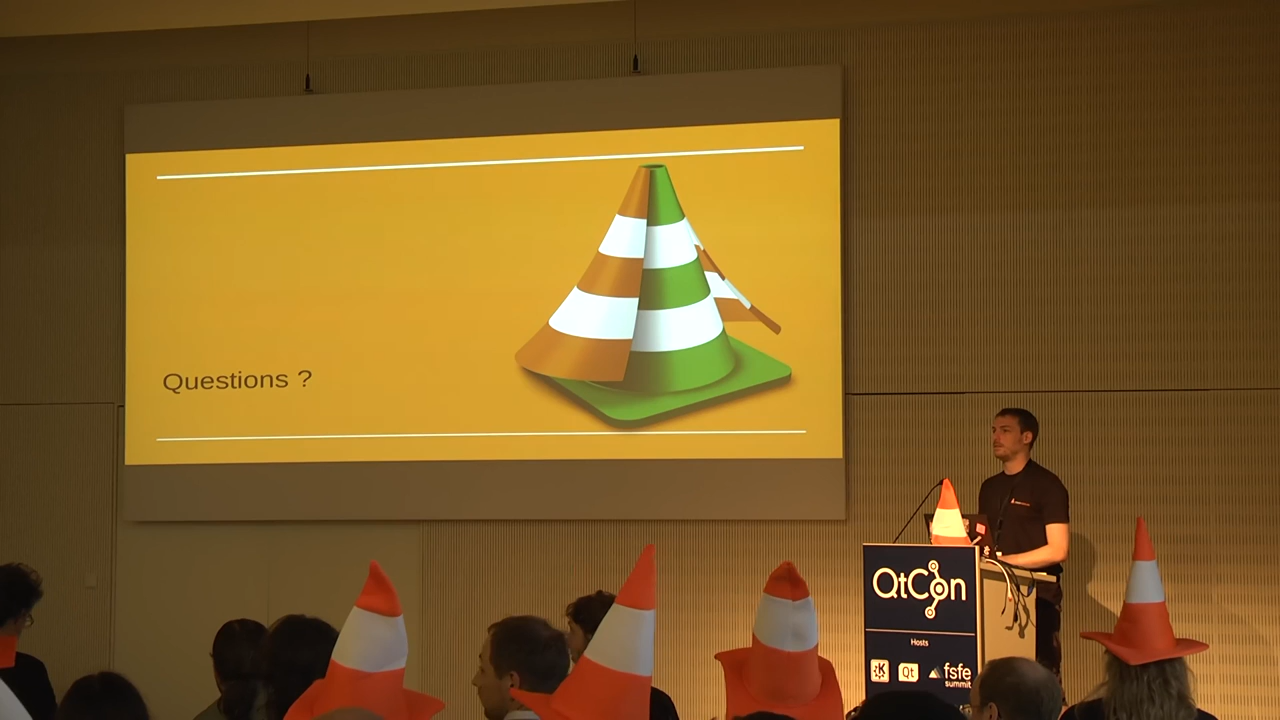 Questions ?
QtCon
Hosts
Qt
fsfe
summit